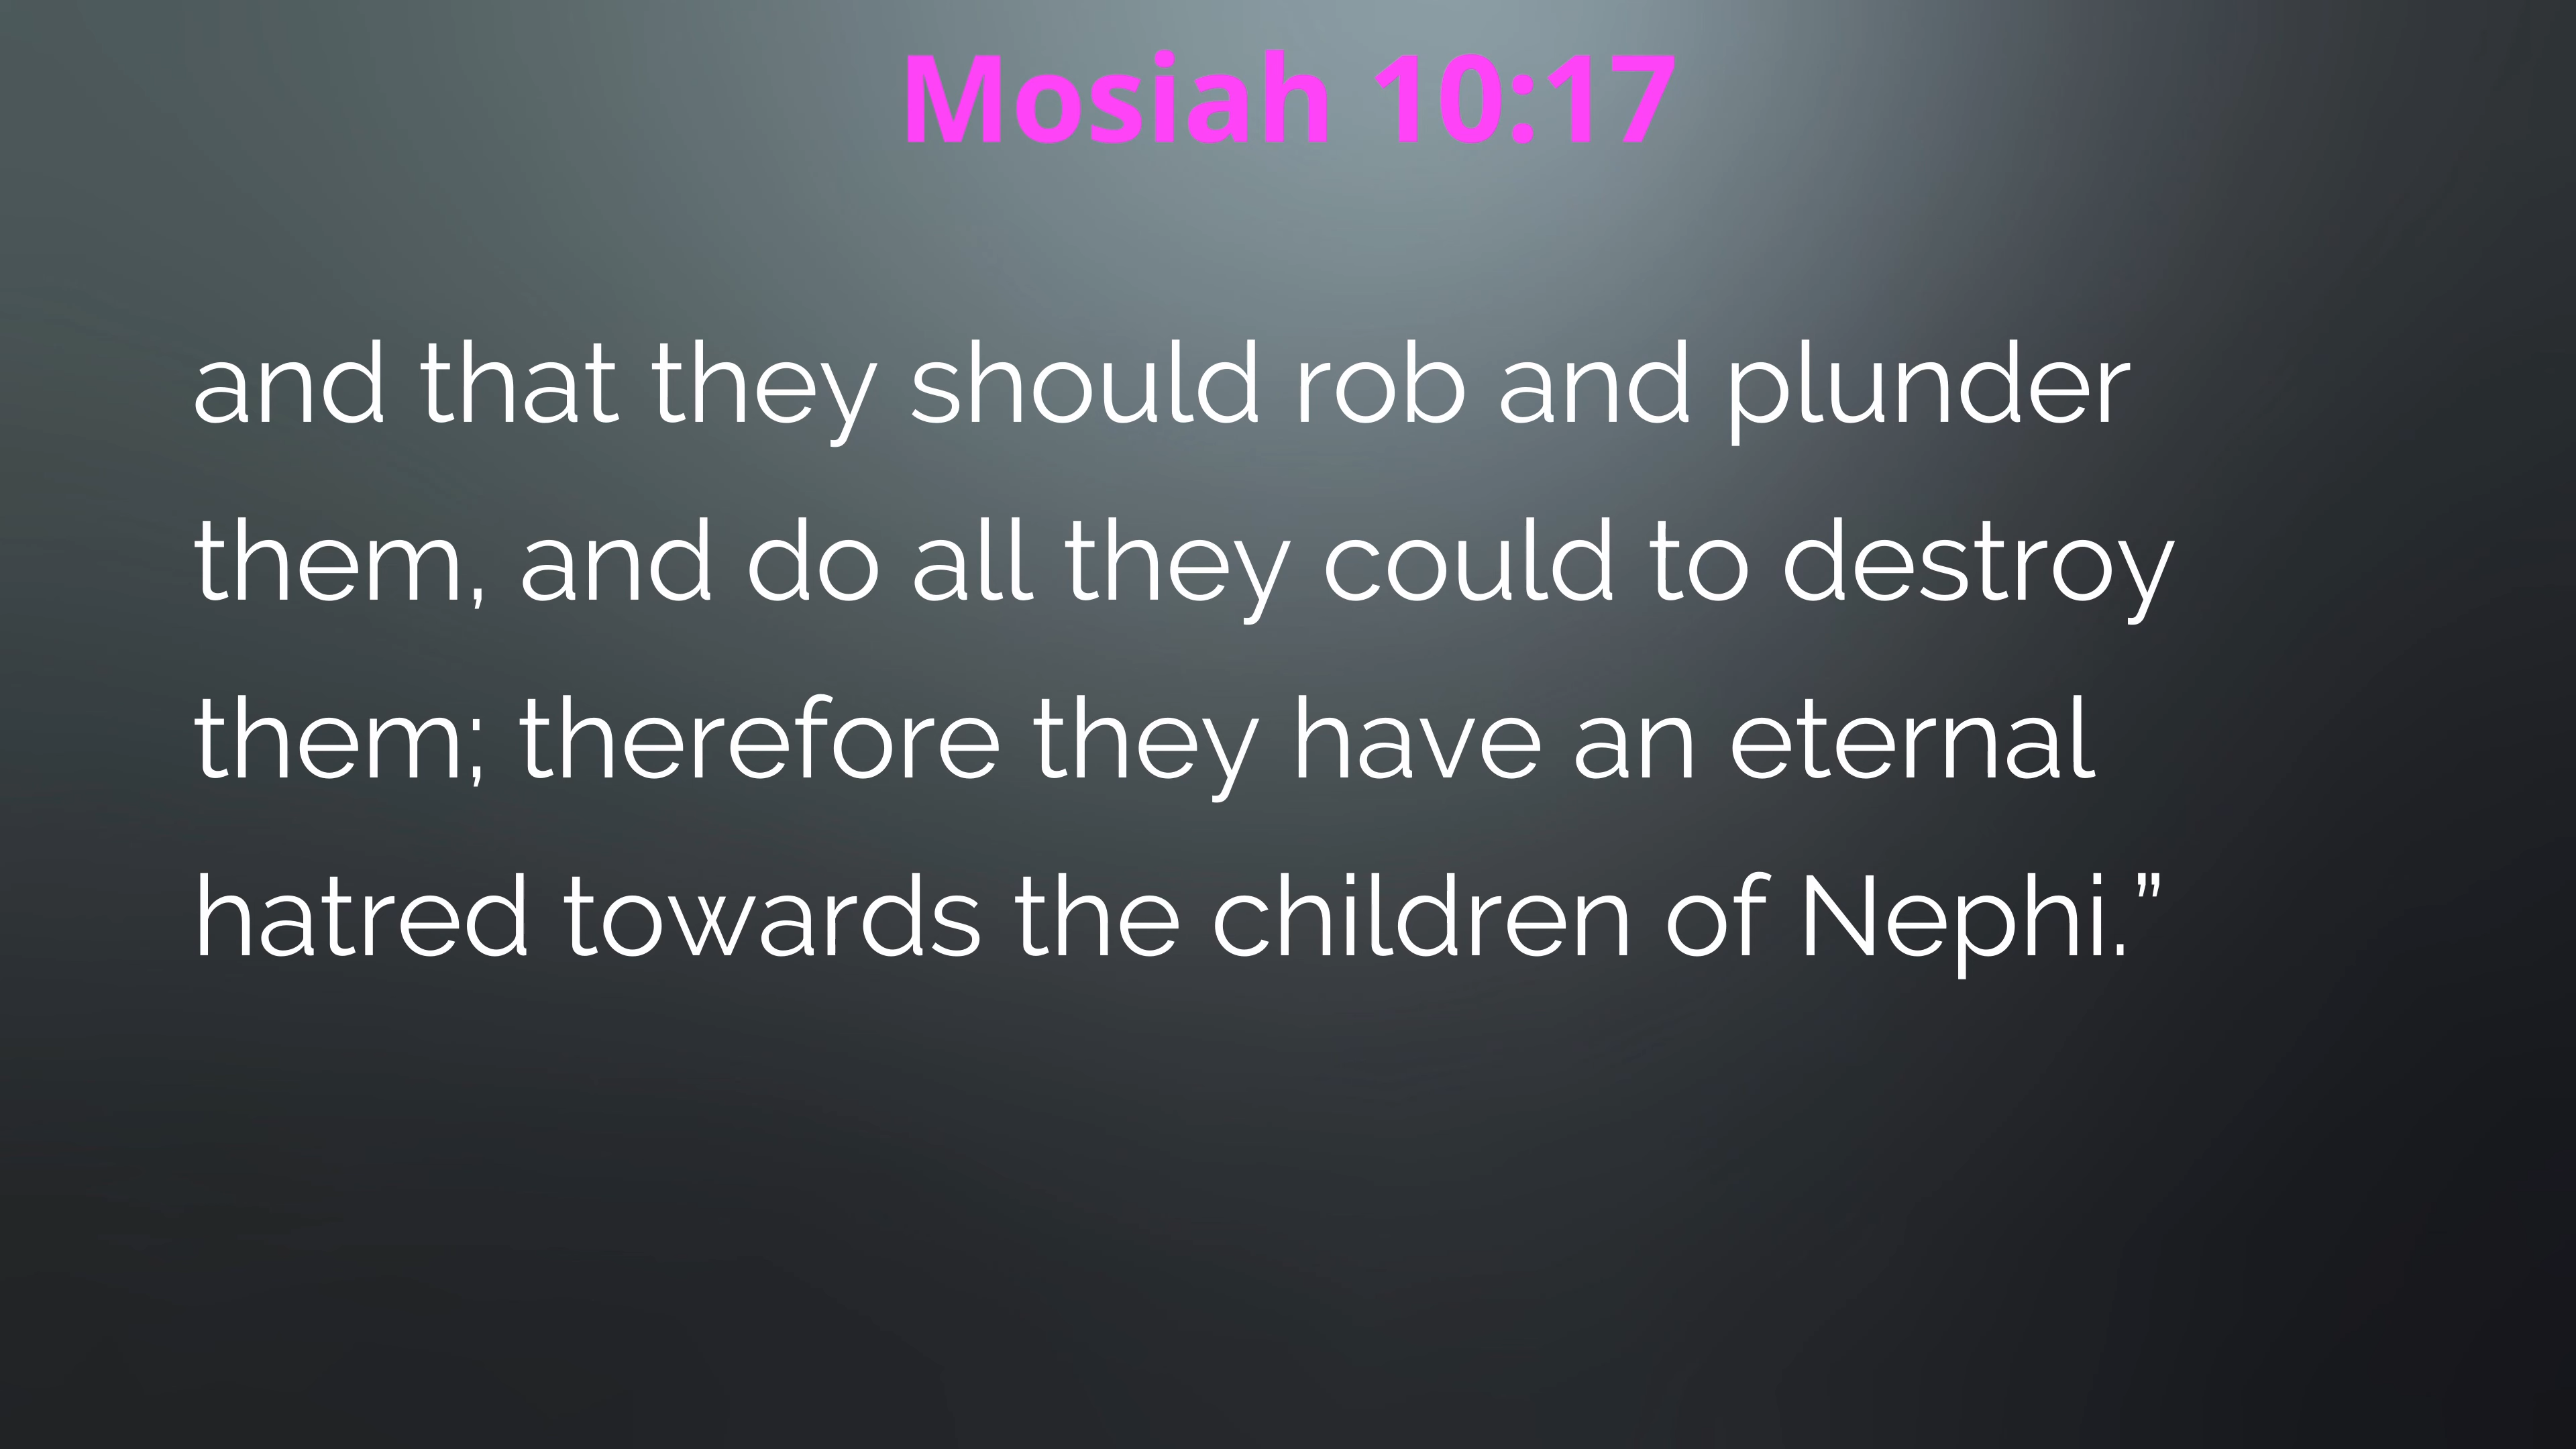 Mosiah 10:17
and that they should rob and plunder
them, and do all they could to destroy
them; therefore they have an eternal
hatred towards the children of Nephi.”